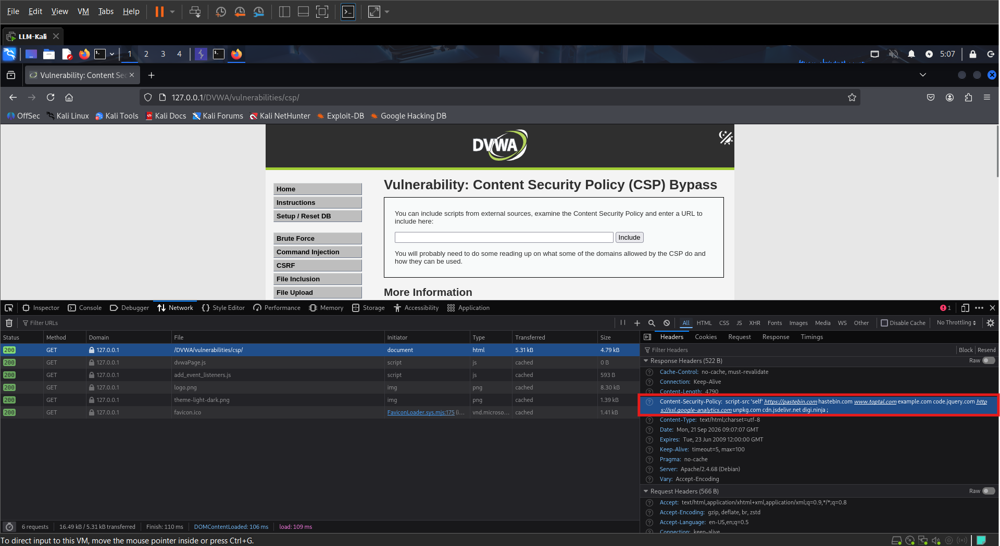 File Edit View VM Tabs Help
LLM-Kali
1 2 3 4 5:07
Vulnerability: Content Sec
127.0.0.1/DVWA/vulnerabilities/csp/
OffSec Kali Linux Kali Tools Kali Docs Kali Forums Kali NetHunter Exploit-DB Google Hacking DB
DVWA
Home
Instructions
Setup / Reset DB
Brute Force
Command Injection
CSRF
File Inclusion
File Upload
Vulnerability: Content Security Policy (CSP) Bypass
You can include scripts from external sources, examine the Content Security Policy and enter a URL to
include here:
Include
You will probably need to do some reading up on what some of the domains allowed by the CSP do and
how they can be used.
More Information
Inspector Console Debugger Network Style Editor Performance Memory Storage Accessibility Application 1
Filter URLs All HTML CSS JS XHR Fonts Images Media WS Other Disable Cache No Throttling
Status Method Domain File Initiator Type Transferred Size
200 GET 127.0.0.1 /DVWA/vulnerabilities/csp/ document html 5.31 kB 4.79 kB
200 GET 127.0.0.1 dvwaPage.js script js cached 0 B
200 GET 127.0.0.1 add_event_listeners.js script js cached 593 B
200 GET 127.0.0.1 logo.png img png cached 8.30 kB
200 GET 127.0.0.1 theme-light-dark.png img png cached 1.39 kB
200 GET 127.0.0.1 favicon.ico FaviconLoader.sys.mjs:175 (i... vnd.microso... cached 1.41 kB
Headers Cookies Request Response Timings
Filter Headers Block Resend
Response Headers (522 B) Raw
Cache-Control: no-cache, must-revalidate
Connection: Keep-Alive
Content-Length: 4790
Content-Security-Policy: script-src 'self' https://pastebin.com hastebin.com www.toptal.com example.com code.jquery.com http
s://ssl.google-analytics.com unpkg.com cdn.jsdelivr.net digi.ninja ;
Content-Type: text/html;charset=utf-8
Date: Mon, 21 Sep 2026 09:07:07 GMT
Expires: Tue, 23 Jun 2009 12:00:00 GMT
Keep-Alive: timeout=5, max=100
Pragma: no-cache
Server: Apache/2.4.68 (Debian)
Vary: Accept-Encoding
Request Headers (566 B) Raw
Accept: text/html,application/xhtml+xml,application/xml;q=0.9,*/*;q=0.8
Accept-Encoding: gzip, deflate, br, zstd
Accept-Language: en-US,en;q=0.5
Connection: keep-alive
6 requests 16.49 kB / 5.31 kB transferred Finish: 110 ms DOMContentLoaded: 106 ms load: 109 ms
To direct input to this VM, move the mouse pointer inside or press Ctrl+G.